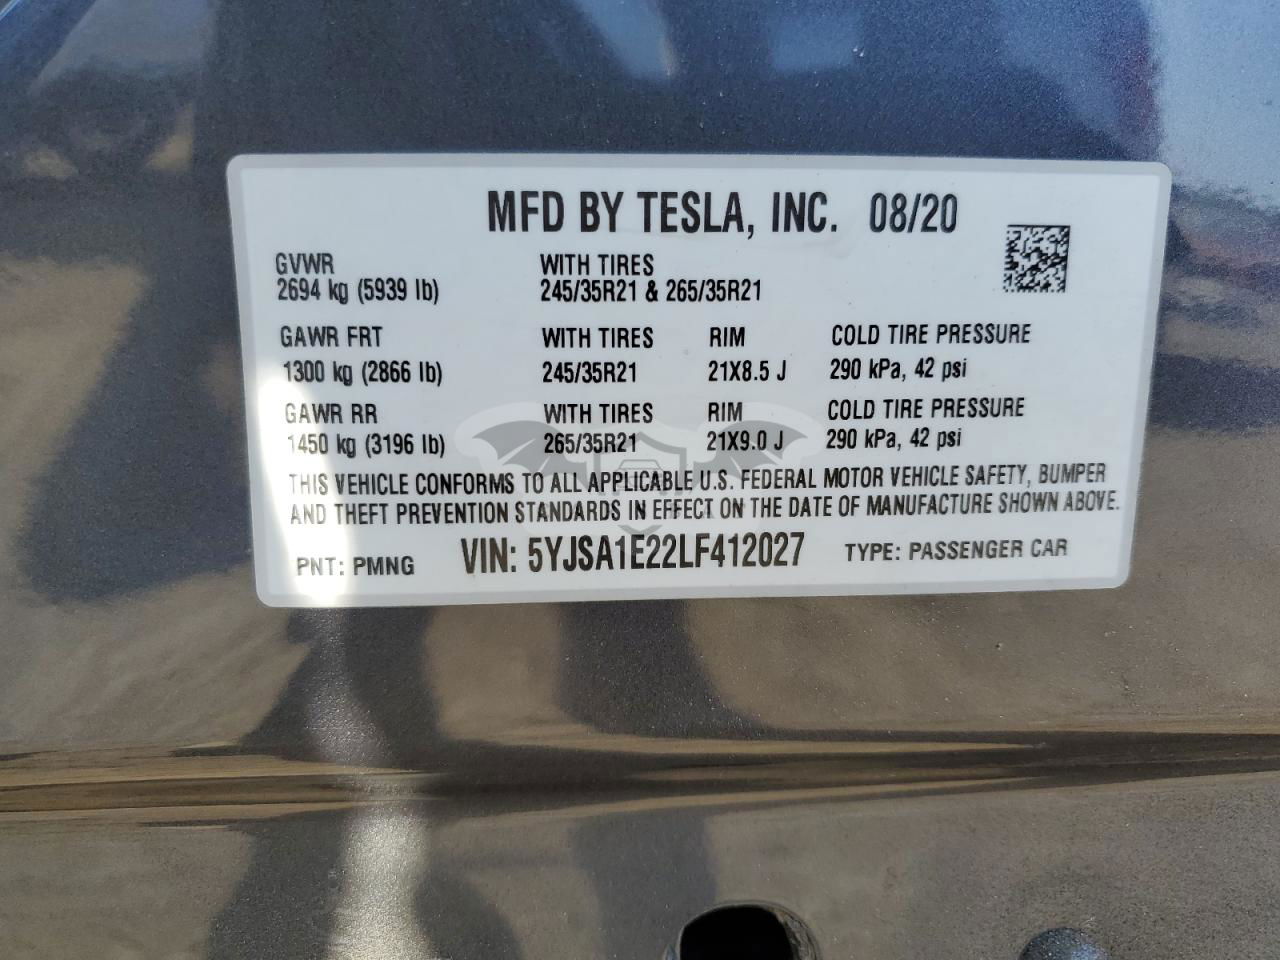 MFD BY TESLA, INC. 08/20
GVWR WITH TIRES
2694 kg (5939 lb) 245/35R21 & 265/35R21
GAWR FRT WITH TIRES RIM COLD TIRE PRESSURE
1300 kg (2866 lb) 245/35R21 21X8.5 J 290 kPa, 42 psi
GAWR RR WITH TIRES RIM COLD TIRE PRESSURE
1450 kg (3196 lb) 265/35R21 21X9.0 J 290 kPa, 42 psi
THIS VEHICLE CONFORMS TO ALL APPLICABLE U.S. FEDERAL MOTOR VEHICLE SAFETY, BUMPER
AND THEFT PREVENTION STANDARDS IN EFFECT ON THE DATE OF MANUFACTURE SHOWN ABOVE.
PNT: PMNG VIN: 5YJSA1E22LF412027 TYPE: PASSENGER CAR